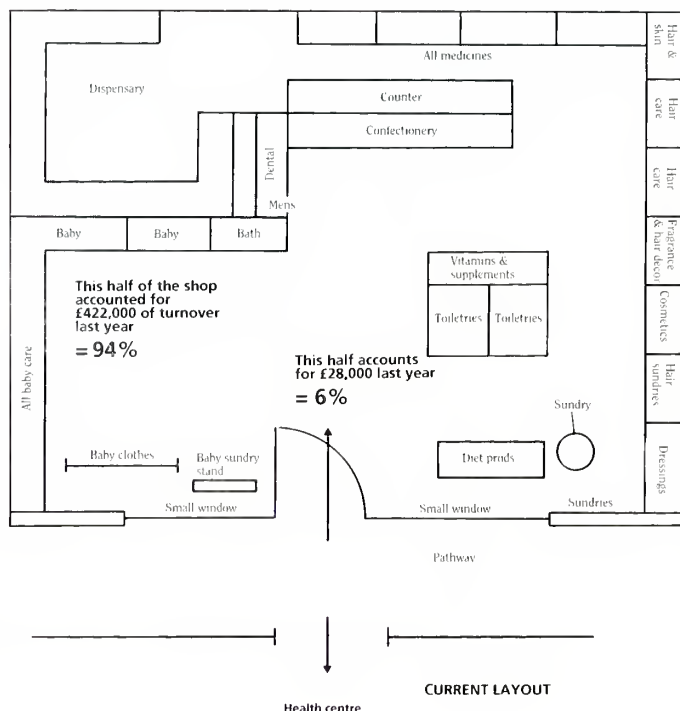 Dispensary
All medicines
Hair &
skin
Counter
Confectionery
Hair
care
Dental
Mens
Hair
care
Baby
Baby
Bath
Fragrance
& hair decor
Vitamins &
supplements
Toiletries
Toiletries
This half of the shop
accounted for
£422,000 of turnover
last year
= 94%
Cosmetics
This half accounts
for £28,000 last year
= 6%
All baby care
Hair
sundries
Sundry
Baby clothes
Baby sundry
stand
Diet prods
Dressings
Small window
Small window
Sundries
Pathway
CURRENT LAYOUT
Health centre